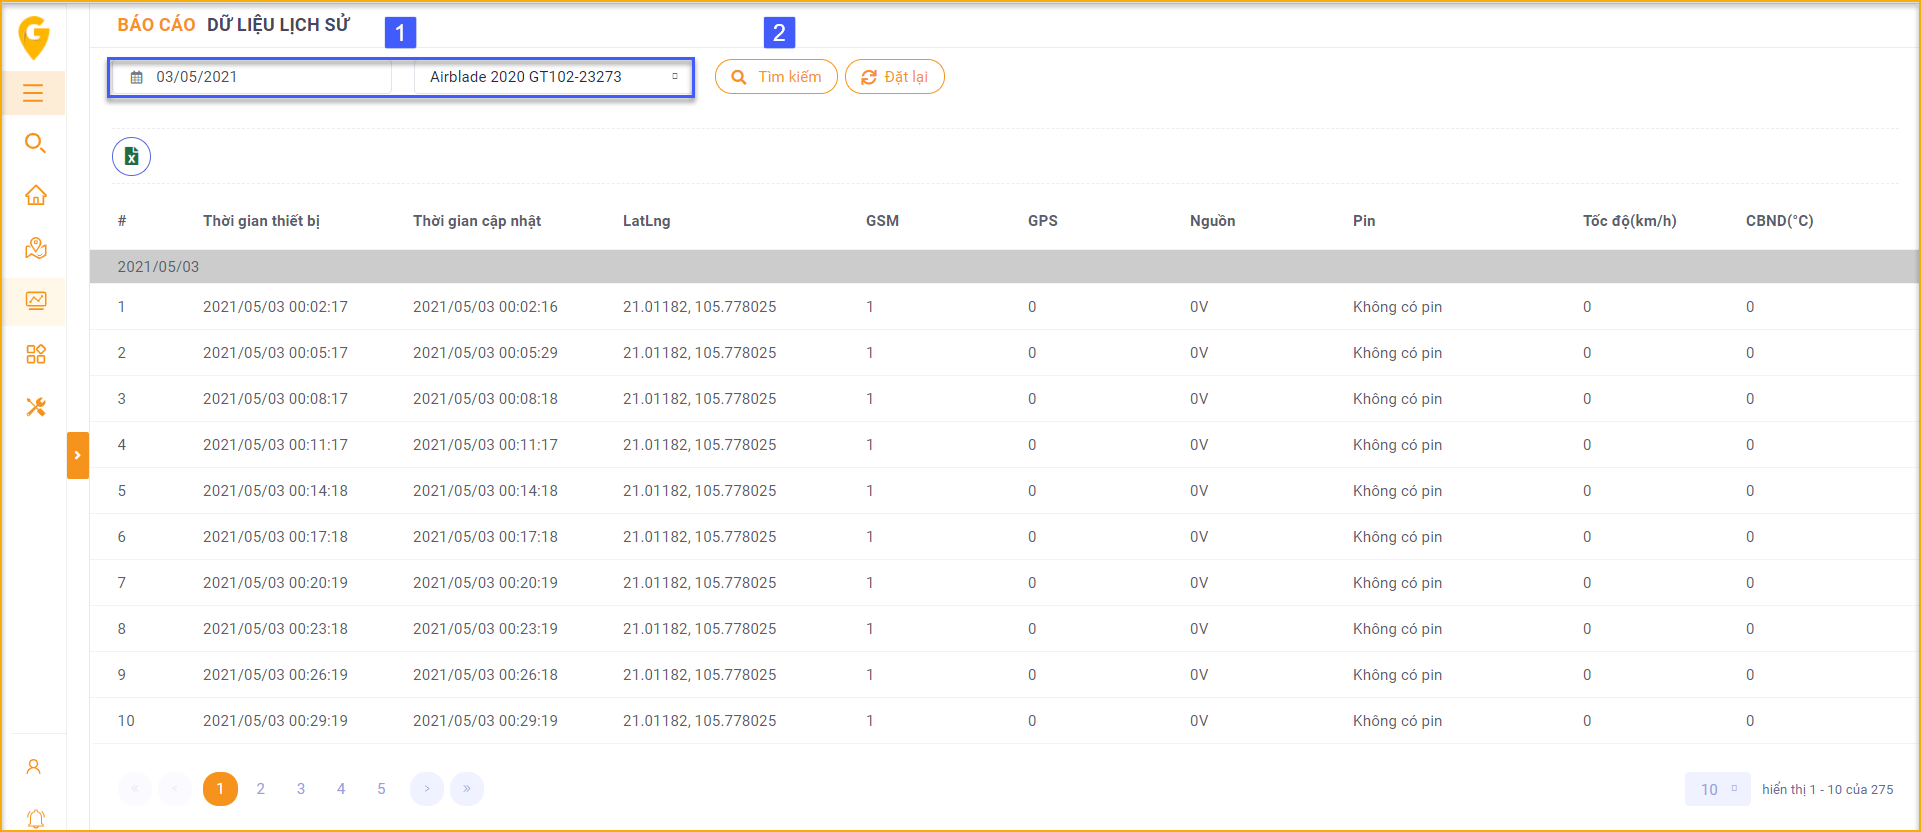 BÁO CÁO DỮ LIỆU LỊCH SỬ
1
2
03/05/2021 Airblade 2020 GT102-23273 Tìm kiếm Đặt lại
# Thời gian thiết bị Thời gian cập nhật LatLng GSM GPS Nguồn Pin Tốc độ(km/h) CBND(°C)
2021/05/03
1 2021/05/03 00:02:17 2021/05/03 00:02:16 21.01182, 105.778025 1 0 0V Không có pin 0 0
2 2021/05/03 00:05:17 2021/05/03 00:05:29 21.01182, 105.778025 1 0 0V Không có pin 0 0
3 2021/05/03 00:08:17 2021/05/03 00:08:18 21.01182, 105.778025 1 0 0V Không có pin 0 0
4 2021/05/03 00:11:17 2021/05/03 00:11:17 21.01182, 105.778025 1 0 0V Không có pin 0 0
5 2021/05/03 00:14:18 2021/05/03 00:14:18 21.01182, 105.778025 1 0 0V Không có pin 0 0
6 2021/05/03 00:17:18 2021/05/03 00:17:18 21.01182, 105.778025 1 0 0V Không có pin 0 0
7 2021/05/03 00:20:19 2021/05/03 00:20:19 21.01182, 105.778025 1 0 0V Không có pin 0 0
8 2021/05/03 00:23:18 2021/05/03 00:23:19 21.01182, 105.778025 1 0 0V Không có pin 0 0
9 2021/05/03 00:26:19 2021/05/03 00:26:18 21.01182, 105.778025 1 0 0V Không có pin 0 0
10 2021/05/03 00:29:19 2021/05/03 00:29:19 21.01182, 105.778025 1 0 0V Không có pin 0 0
« ‹ 1 2 3 4 5 › » 10 hiển thị 1 - 10 của 275